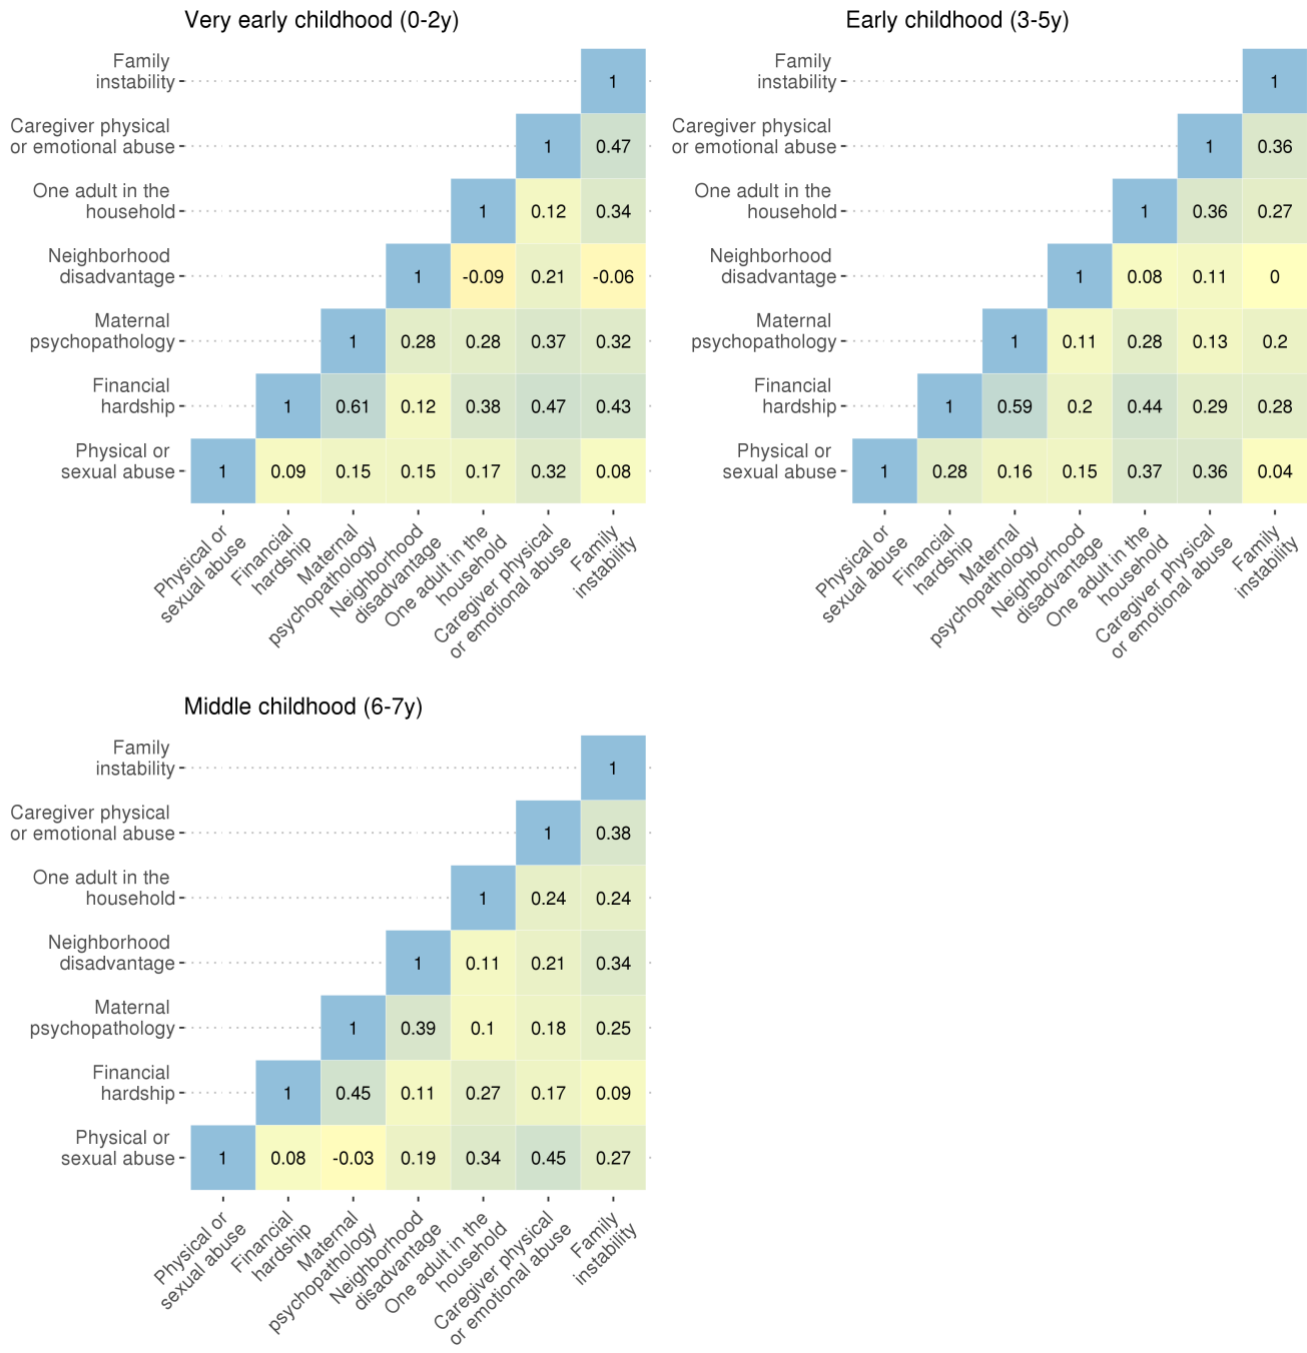 Very early childhood (0-2y)
Family
instability
1
Caregiver physical
or emotional abuse
1 0.47
One adult in the
household
1 0.12 0.34
Neighborhood
disadvantage
1 -0.09 0.21 -0.06
Maternal
psychopathology
1 0.28 0.28 0.37 0.32
Financial
hardship
1 0.61 0.12 0.38 0.47 0.43
Physical or
sexual abuse
1 0.09 0.15 0.15 0.17 0.32 0.08
Physical or
sexual abuse
Financial
hardship
Maternal
psychopathology
Neighborhood
disadvantage
One adult in the
household
Caregiver physical
or emotional abuse
Family
instability
Early childhood (3-5y)
Family
instability
1
Caregiver physical
or emotional abuse
1 0.36
One adult in the
household
1 0.36 0.27
Neighborhood
disadvantage
1 0.08 0.11 0
Maternal
psychopathology
1 0.11 0.28 0.13 0.2
Financial
hardship
1 0.59 0.2 0.44 0.29 0.28
Physical or
sexual abuse
1 0.28 0.16 0.15 0.37 0.36 0.04
Physical or
sexual abuse
Financial
hardship
Maternal
psychopathology
Neighborhood
disadvantage
One adult in the
household
Caregiver physical
or emotional abuse
Family
instability
Middle childhood (6-7y)
Family
instability
1
Caregiver physical
or emotional abuse
1 0.38
One adult in the
household
1 0.24 0.24
Neighborhood
disadvantage
1 0.11 0.21 0.34
Maternal
psychopathology
1 0.39 0.1 0.18 0.25
Financial
hardship
1 0.45 0.11 0.27 0.17 0.09
Physical or
sexual abuse
1 0.08 -0.03 0.19 0.34 0.45 0.27
Physical or
sexual abuse
Financial
hardship
Maternal
psychopathology
Neighborhood
disadvantage
One adult in the
household
Caregiver physical
or emotional abuse
Family
instability